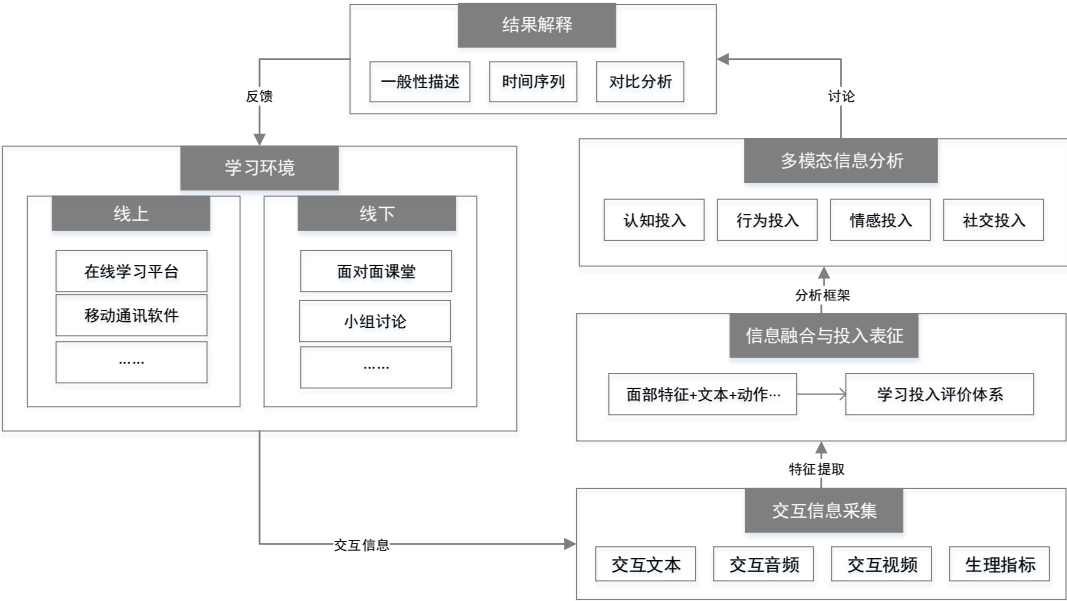 结果解释
一般性描述
时间序列
对比分析
反馈
讨论
学习环境
线上
在线学习平台
移动通讯软件
……
线下
面对面课堂
小组讨论
……
多模态信息分析
认知投入
行为投入
情感投入
社交投入
分析框架
信息融合与投入表征
面部特征+文本+动作…
学习投入评价体系
特征提取
交互信息采集
交互文本
交互音频
交互视频
生理指标
交互信息